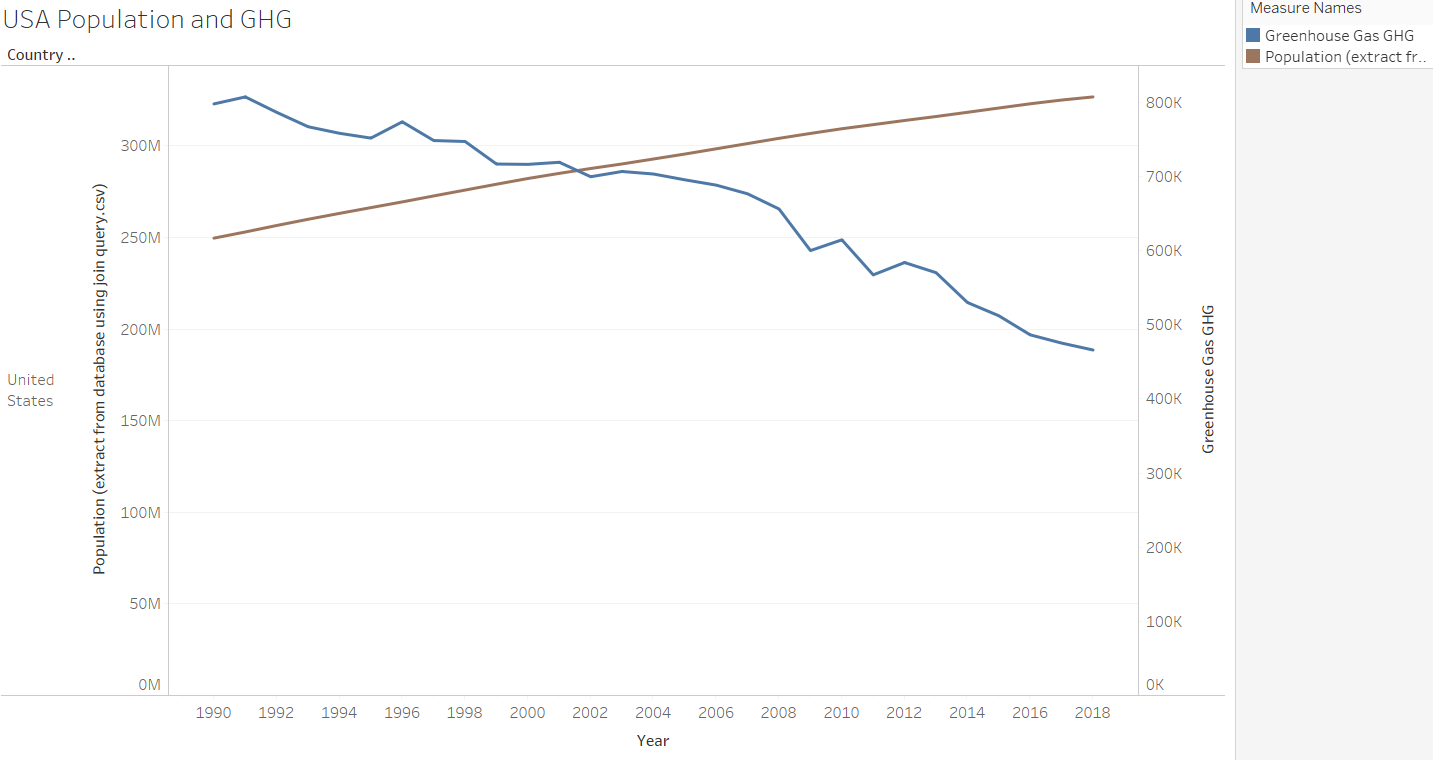 USA Population and GHG
Country ..
United
States
Population (extract from database using join query.csv)
300M
250M
200M
150M
100M
50M
0M
800K
700K
600K
500K
400K
300K
200K
100K
0K
Greenhouse Gas GHG
1990 1992 1994 1996 1998 2000 2002 2004 2006 2008 2010 2012 2014 2016 2018
Year
Measure Names
Greenhouse Gas GHG
Population (extract fr..